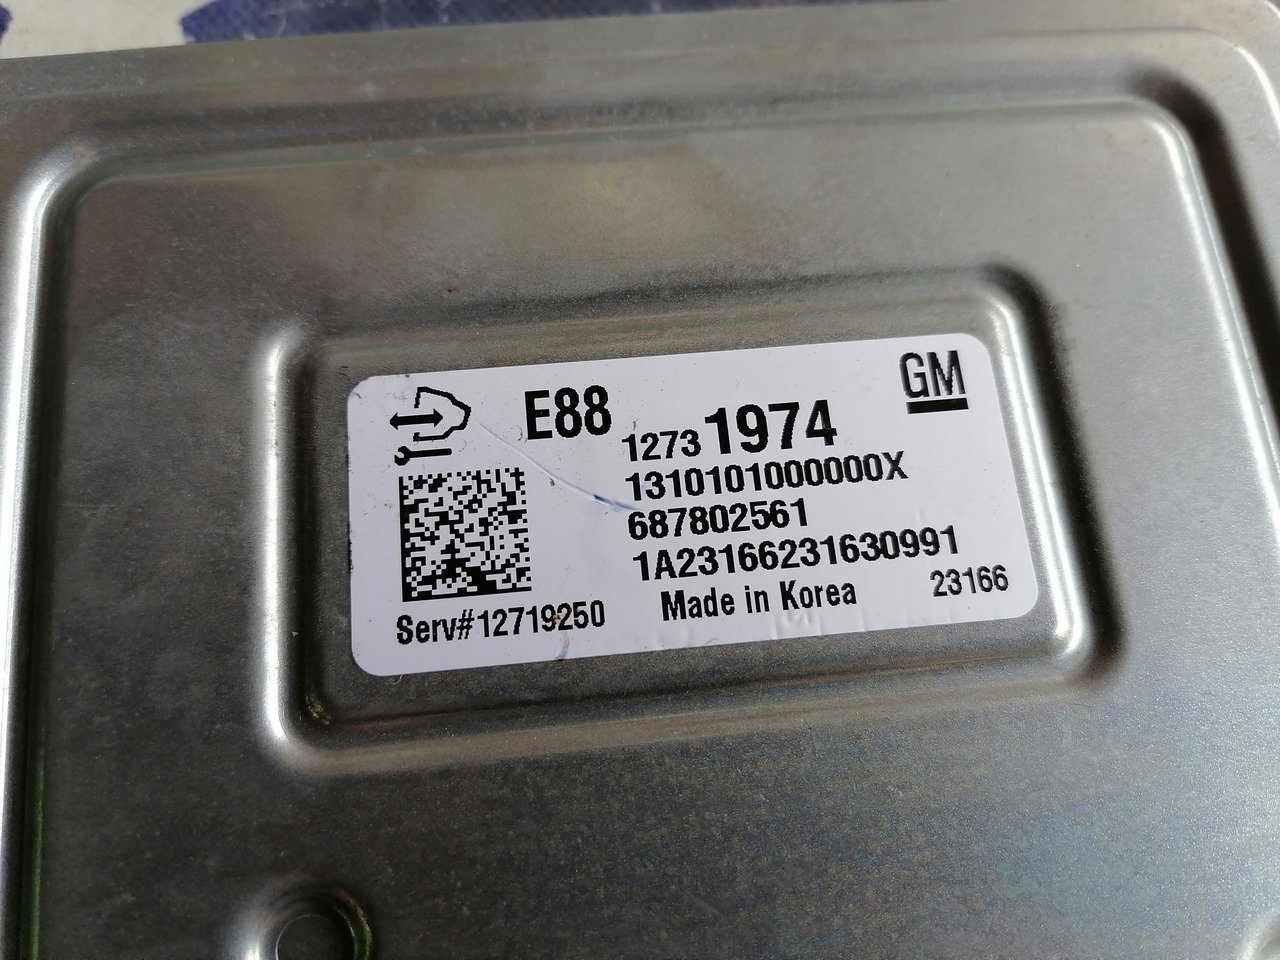 E88
GM
12731974
1310101000000X
687802561
1A23166231630991
Serv#12719250
Made in Korea
23166